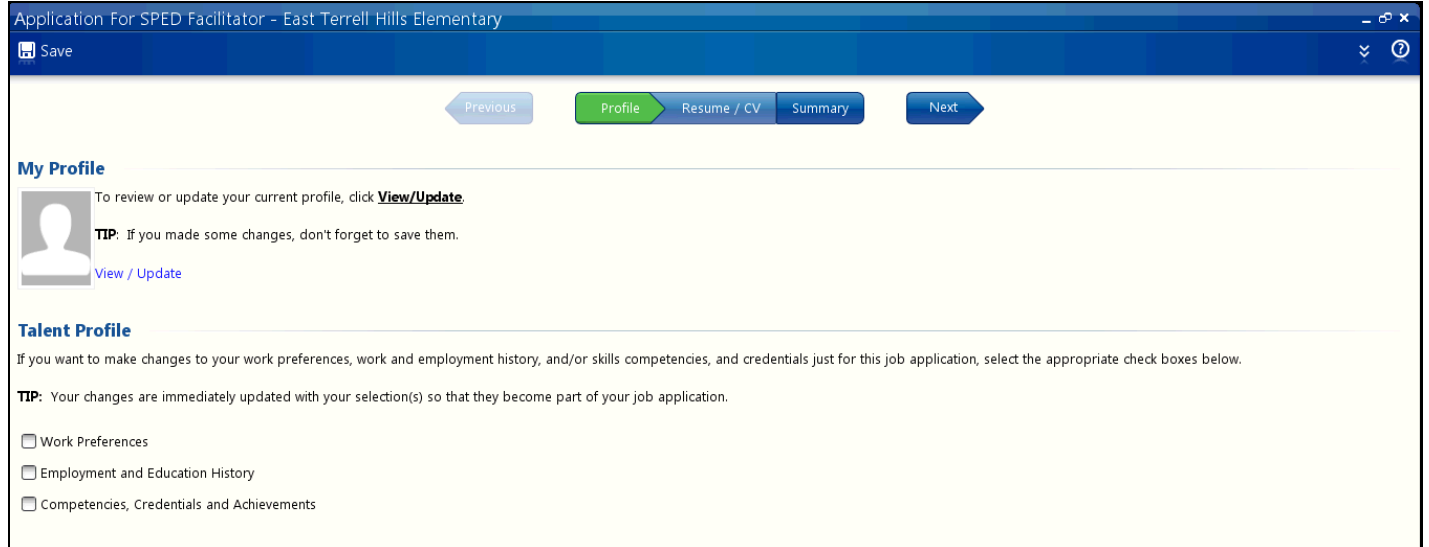 Application For SPED Facilitator - East Terrell Hills Elementary
Save
Previous Profile Resume / CV Summary Next
My Profile
To review or update your current profile, click View/Update.
TIP: If you made some changes, don't forget to save them.
View / Update
Talent Profile
If you want to make changes to your work preferences, work and employment history, and/or skills competencies, and credentials just for this job application, select the appropriate check boxes below.
TIP: Your changes are immediately updated with your selection(s) so that they become part of your job application.
Work Preferences
Employment and Education History
Competencies, Credentials and Achievements